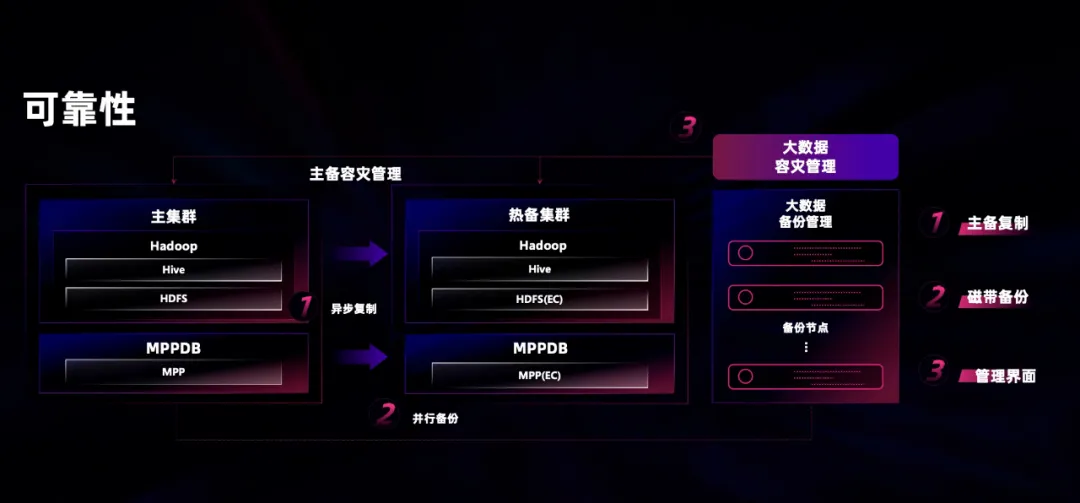 可靠性
3
大数据
容灾管理
主备容灾管理
主集群
Hadoop
Hive
HDFS
MPPDB
MPP
1
异步复制
热备集群
Hadoop
Hive
HDFS(EC)
MPPDB
MPP(EC)
2
并行备份
大数据
备份管理
备份节点
⋮
1 主备复制
2 磁带备份
3 管理界面